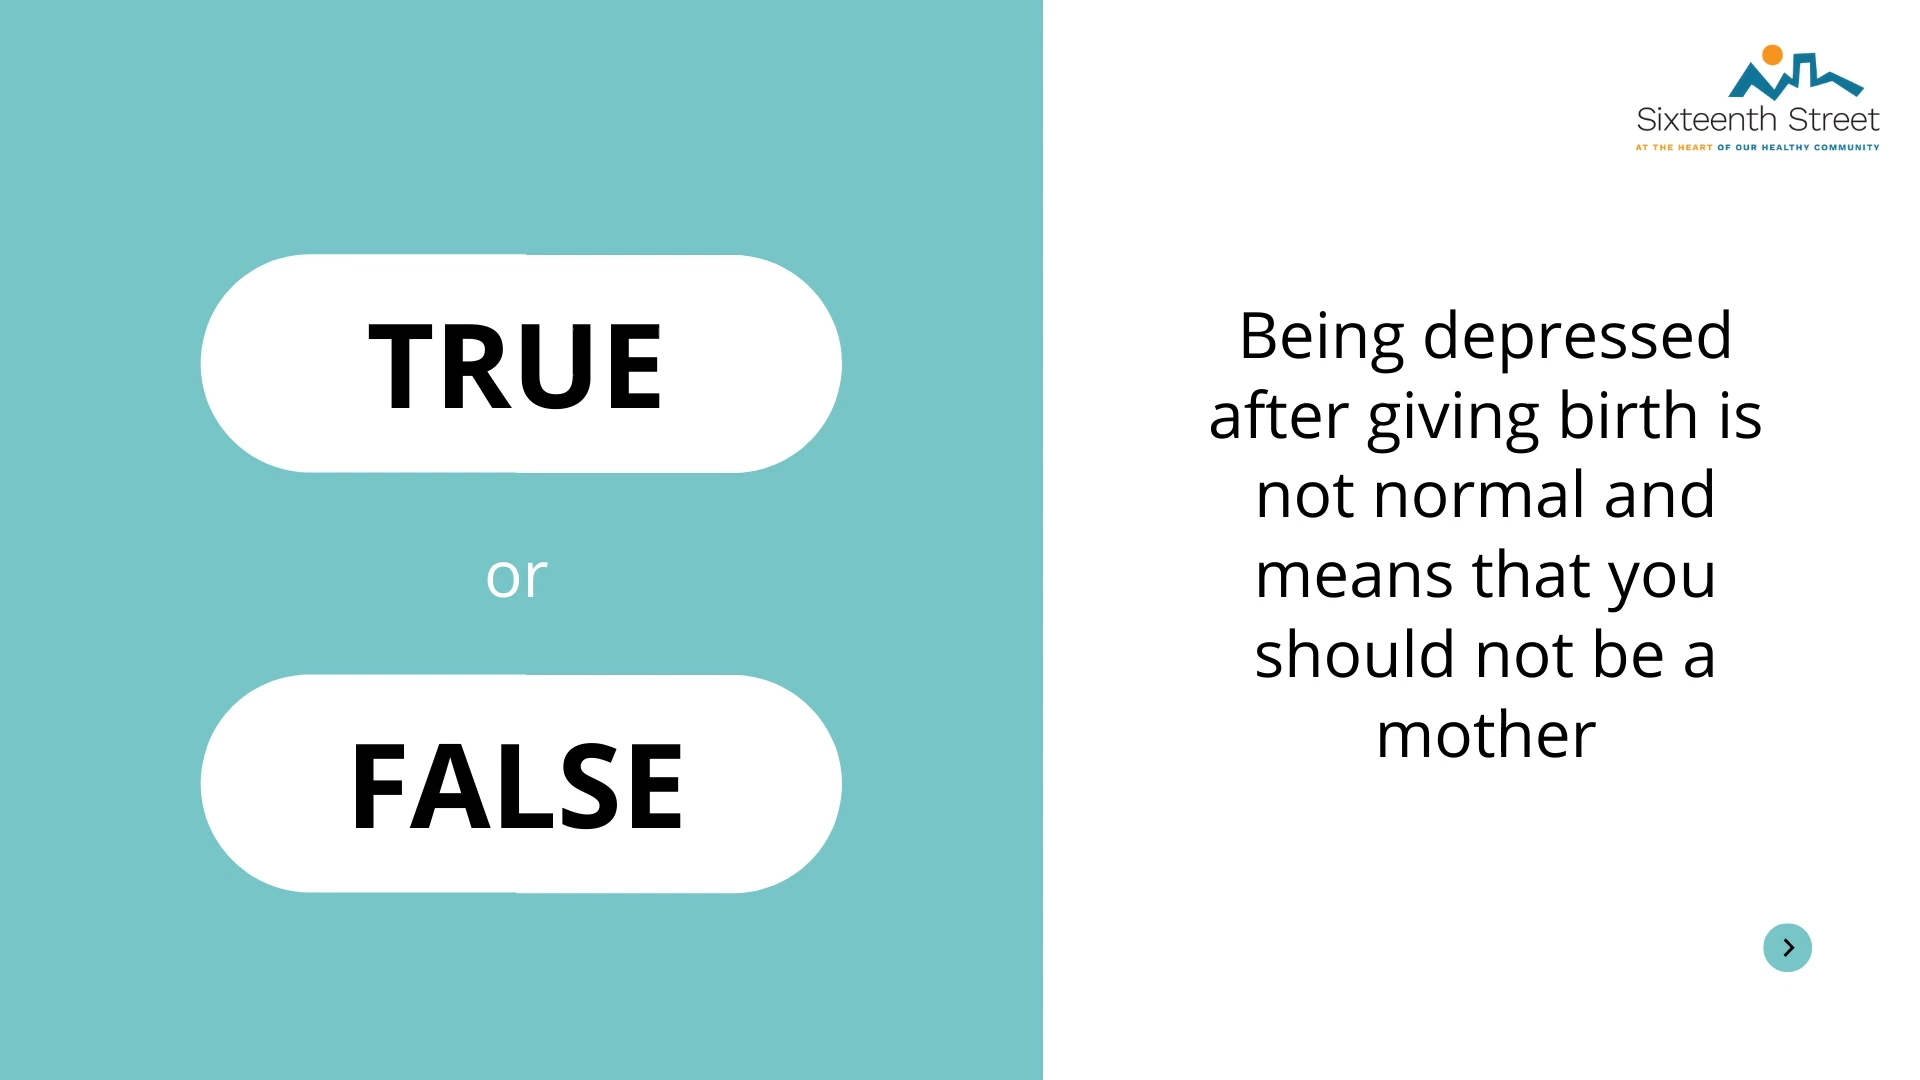 TRUE
or
FALSE
Sixteenth Street
AT THE HEART OF OUR HEALTHY COMMUNITY
Being depressed
after giving birth is
not normal and
means that you
should not be a
mother